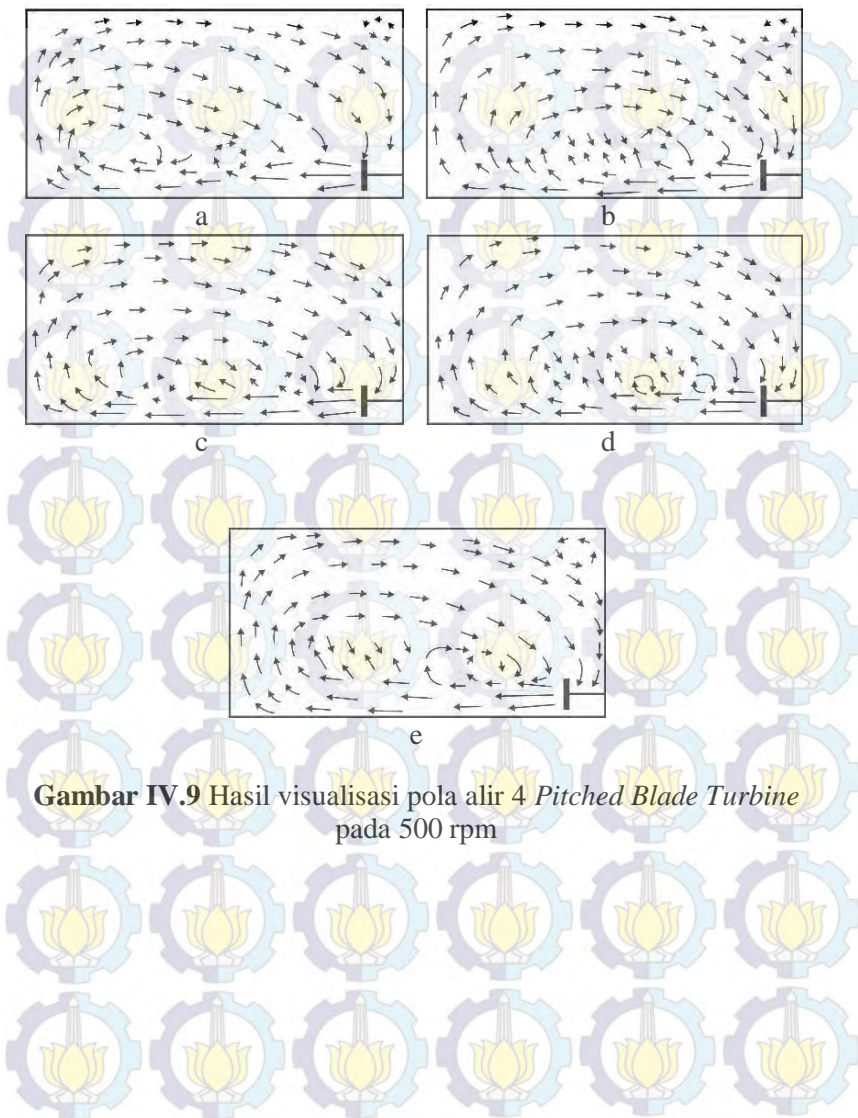 a
b
c
d
e
Gambar IV.9 Hasil visualisasi pola alir 4 Pitched Blade Turbine
pada 500 rpm